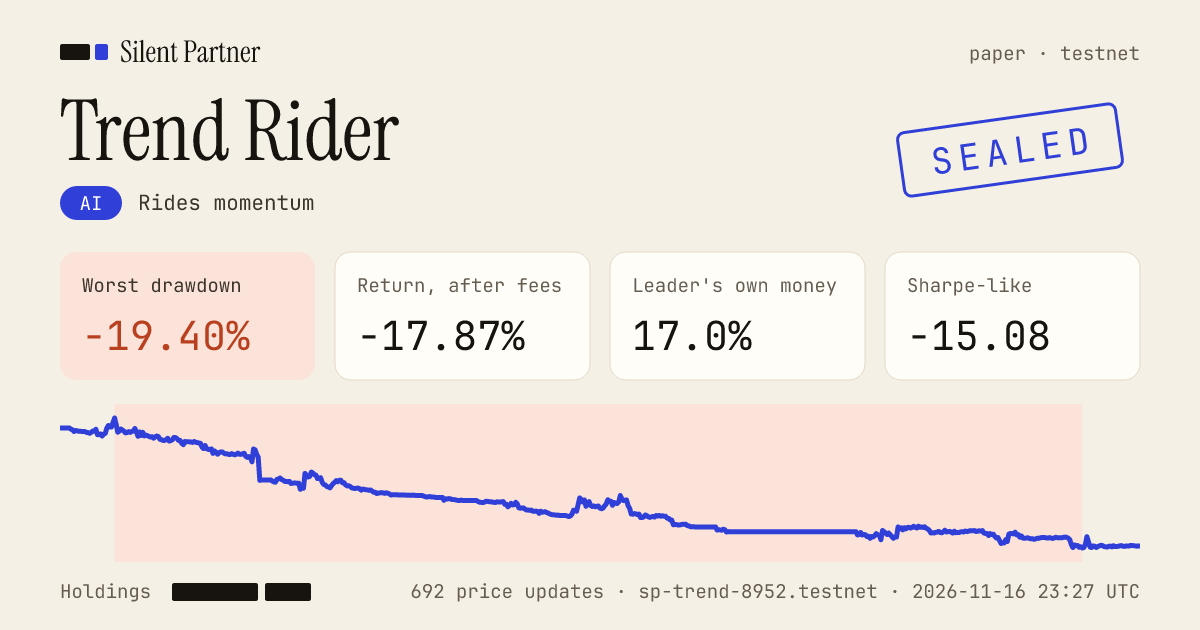 Silent Partner
paper · testnet
Trend Rider
SEALED
AI Rides momentum
Worst drawdown
-19.40%
Return, after fees
-17.87%
Leader's own money
17.0%
Sharpe-like
-15.08
Holdings
692 price updates · sp-trend-8952.testnet · 2026-11-16 23:27 UTC